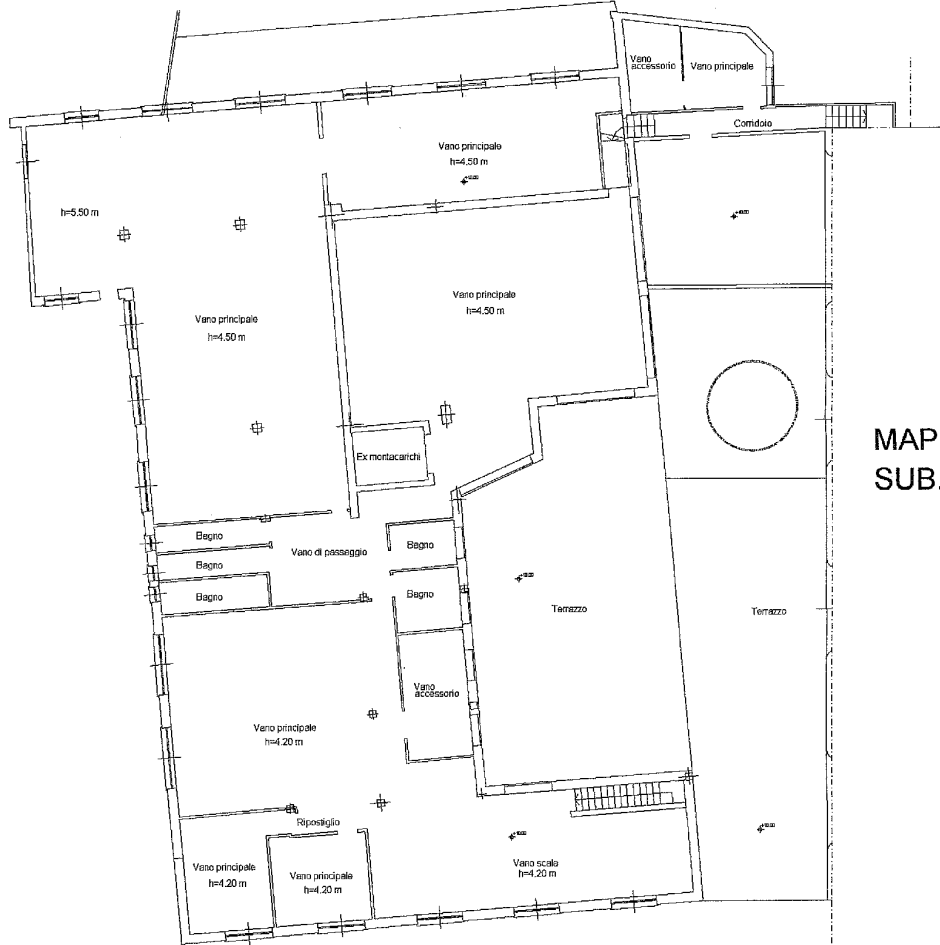 Vano
accessorio
Vano principale
Corridoio
Vano principale
h=4.50 m
h=5.50 m
Vano principale
h=4.50 m
Vano principale
h=4.50 m
MAP
SUB.
Ex montacarichi
Bagno
Vano di passaggio
Bagno
Bagno
Bagno
Bagno
Terrazzo
Terrazzo
Vano
accessorio
Vano principale
h=4.20 m
Ripostiglio
Vano principale
h=4.20 m
Vano principale
h=4.20 m
Vano scale
h=4.20 m